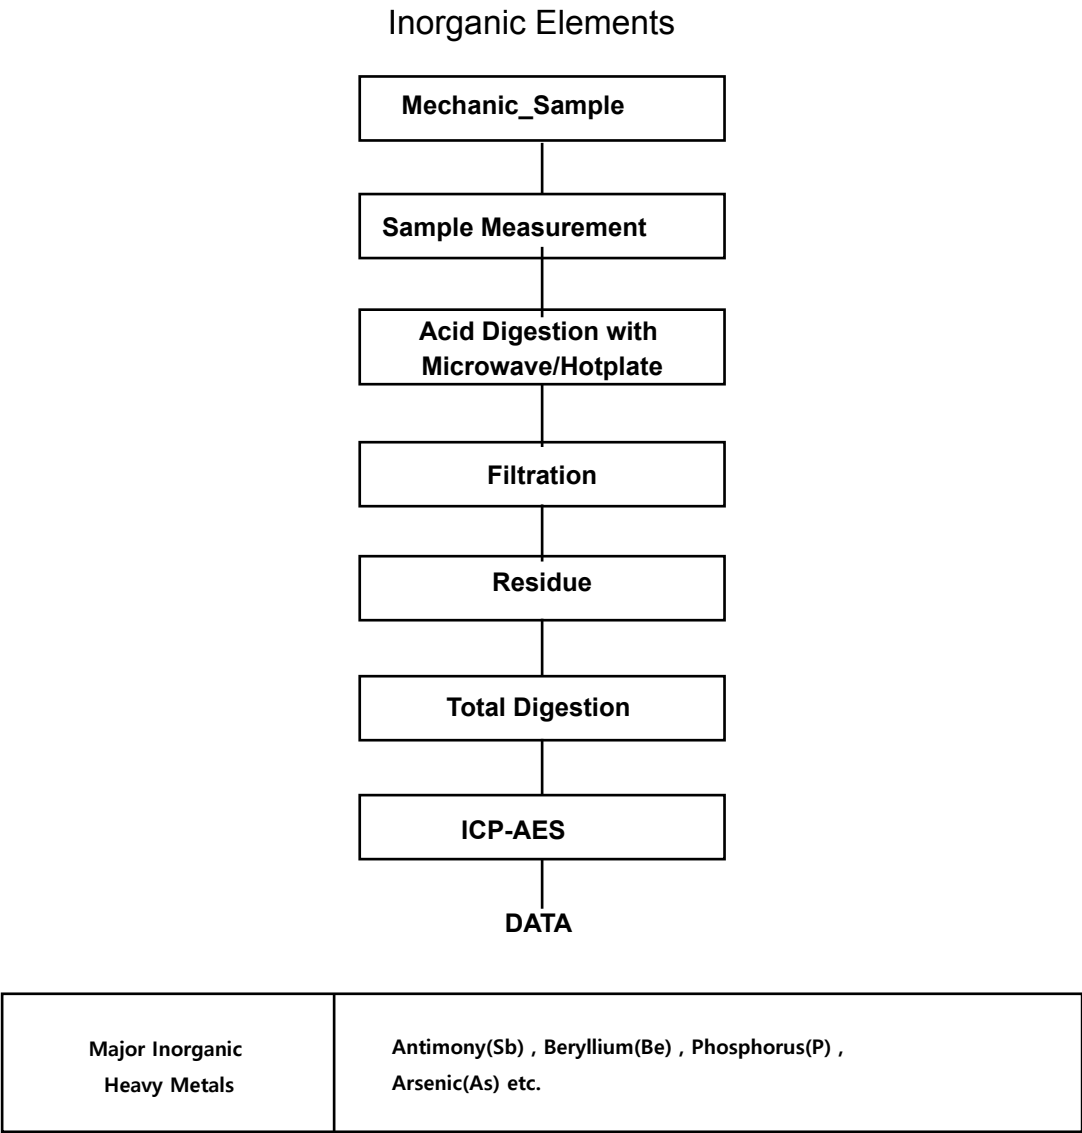 Inorganic Elements
Mechanic_Sample
Sample Measurement
Acid Digestion with
Microwave/Hotplate
Filtration
Residue
Total Digestion
ICP-AES
DATA
Major Inorganic
Heavy Metals
Antimony(Sb) , Beryllium(Be) , Phosphorus(P) ,
Arsenic(As) etc.